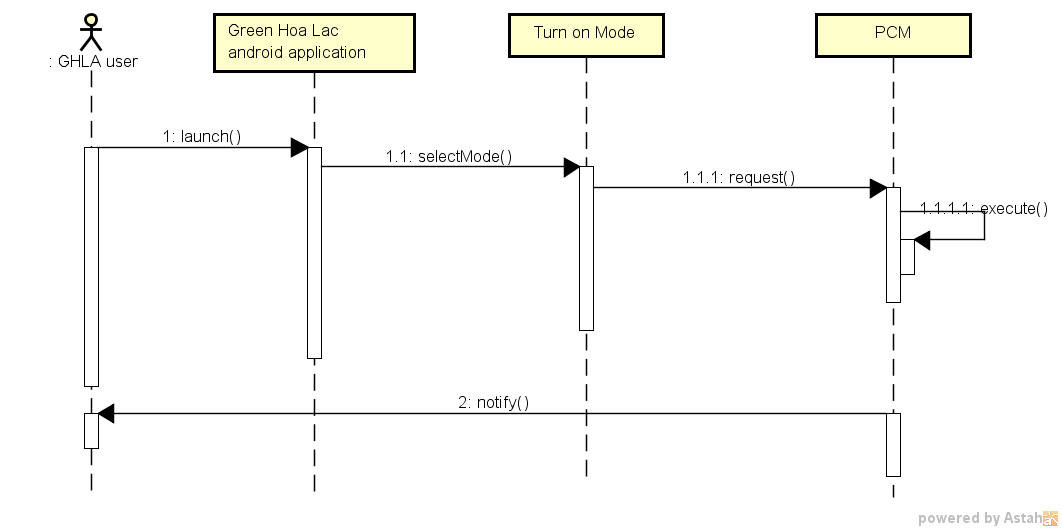 : GHLA user
Green Hoa Lac
android application
Turn on Mode
PCM
1: launch()
1.1: selectMode()
1.1.1: request()
1.1.1.1: execute()
2: notify()
powered by Astah